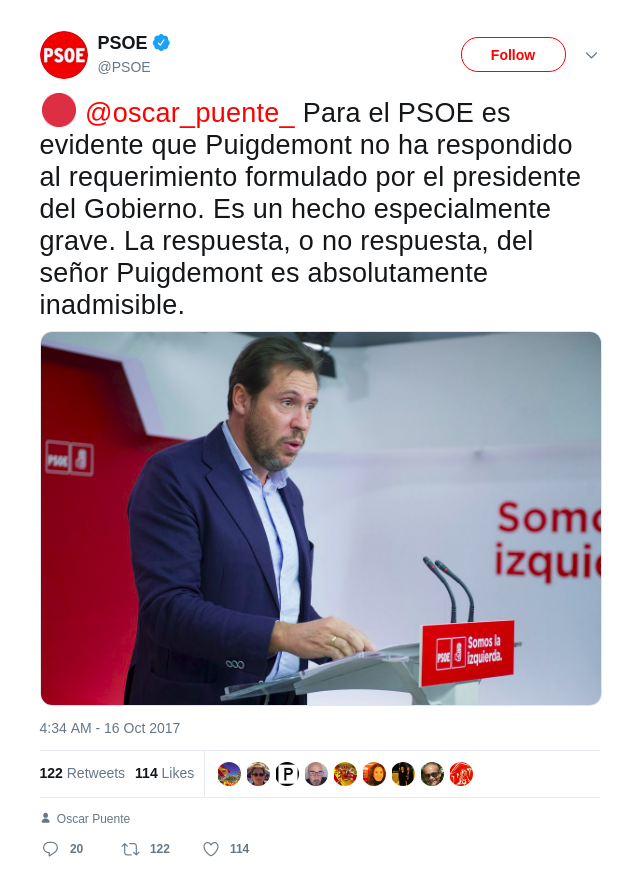 PSOE
PSOE
@PSOE
Follow
@oscar_puente_ Para el PSOE es
evidente que Puigdemont no ha respondido
al requerimiento formulado por el presidente
del Gobierno. Es un hecho especialmente
grave. La respuesta, o no respuesta, del
señor Puigdemont es absolutamente
inadmisible.
PSOE
Somo
izquie
PSOE
Somos la
izquierda.
4:34 AM - 16 Oct 2017
122 Retweets 114 Likes
P
Oscar Puente
20 122 114